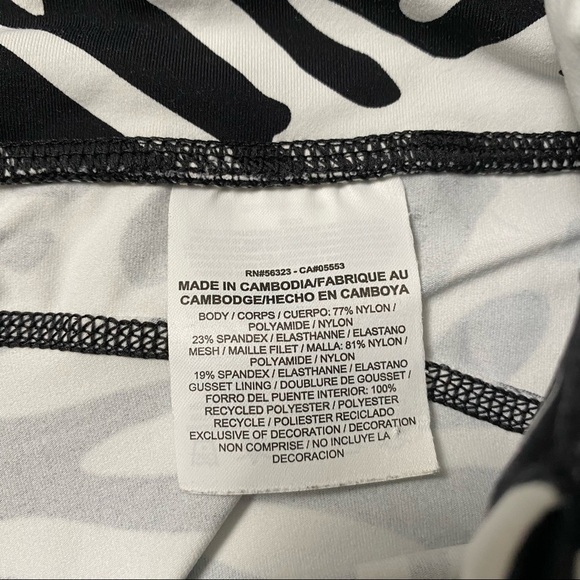 RN#56323 - CA#05553
MADE IN CAMBODIA/FABRIQUE AU
CAMBODGE/HECHO EN CAMBOYA
BODY / CORPS / CUERPO: 77% NYLON /
POLYAMIDE / NYLON
23% SPANDEX / ELASTHANNE / ELASTANO
MESH / MAILLE FILET / MALLA: 81% NYLON /
POLYAMIDE / NYLON
19% SPANDEX / ELASTHANNE / ELASTANO
GUSSET LINING / DOUBLURE DE GOUSSET /
FORRO DEL PUENTE INTERIOR: 100%
RECYCLED POLYESTER / POLYESTER
RECYCLE / POLIESTER RECICLADO
EXCLUSIVE OF DECORATION / DECORATION
NON COMPRISE / NO INCLUYE LA
DECORACION